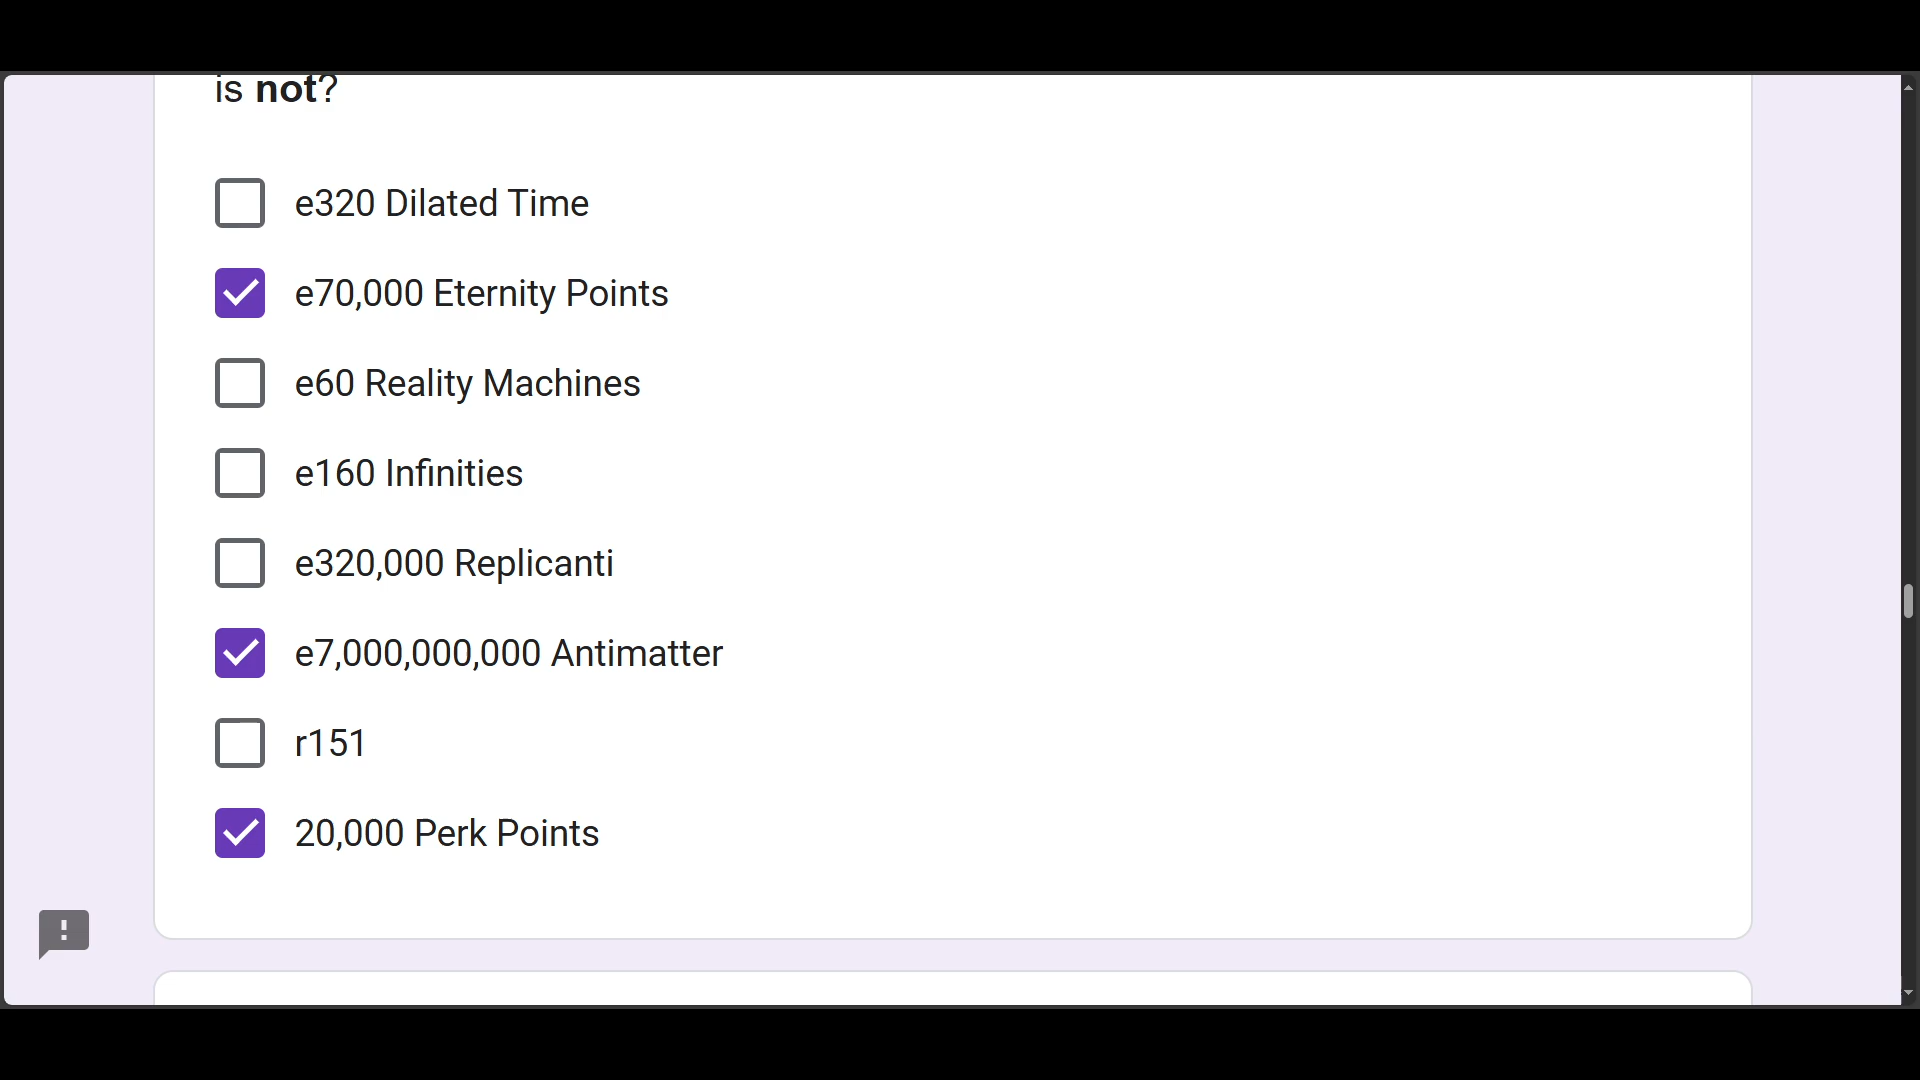 is not?
e320 Dilated Time
e70,000 Eternity Points
e60 Reality Machines
e160 Infinities
e320,000 Replicanti
e7,000,000,000 Antimatter
r151
20,000 Perk Points